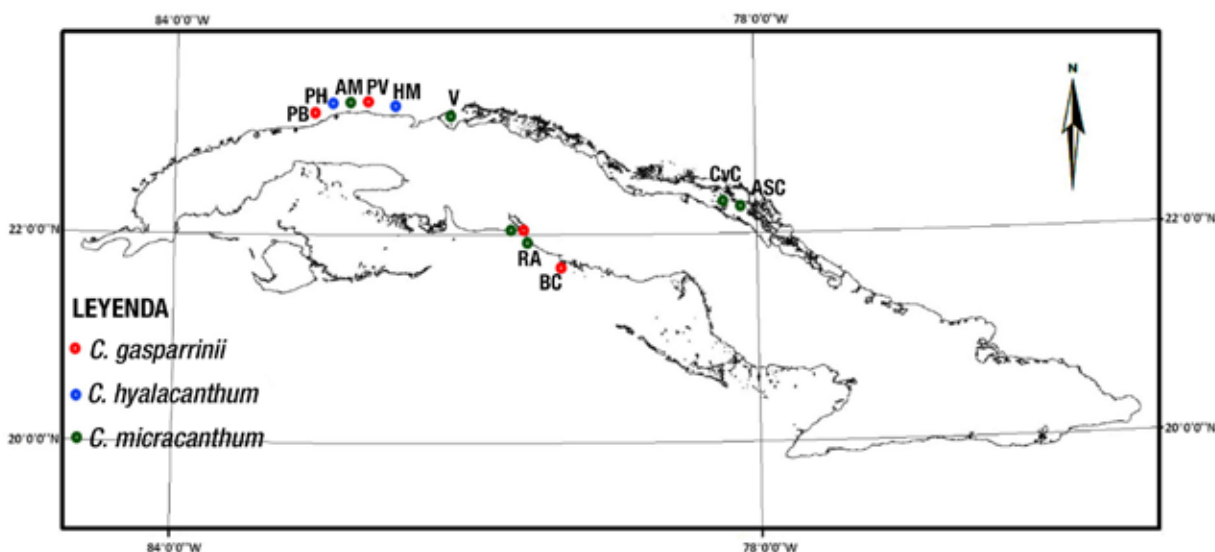 84°0'0"W 78°0'0"W
N
PH AM PV HM V
PB
CvC ASC
22°0'0"N 22°0'0"N
RA
BC
LEYENDA
C. gasparrinii
C. hyalacanthum
C. micracanthum
20°0'0"N 20°0'0"N
84°0'0"W 78°0'0"W